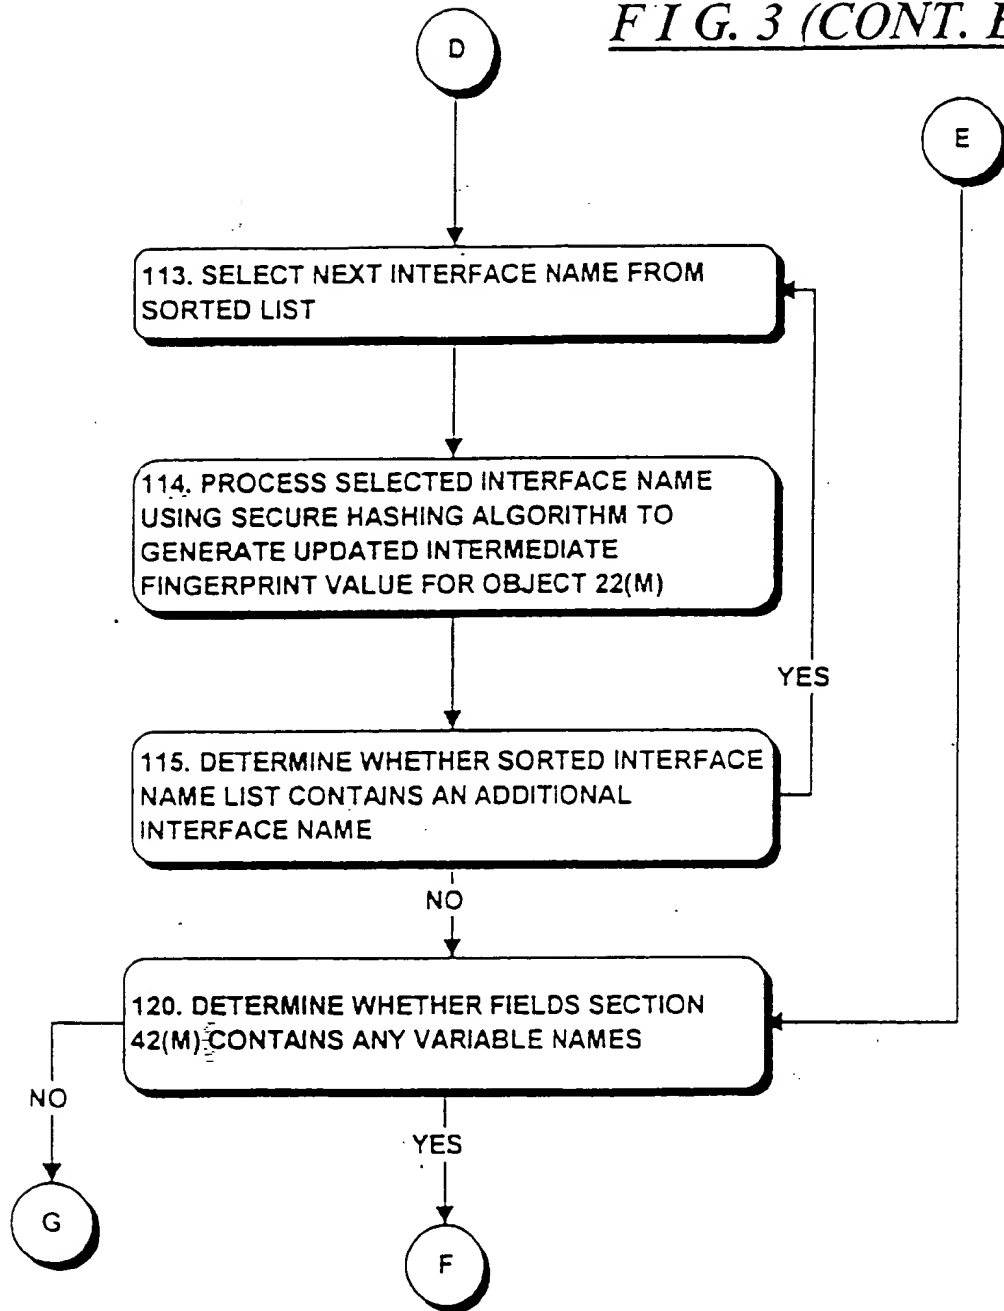 F I G. 3 (CONT. B
D
E
113. SELECT NEXT INTERFACE NAME FROM
SORTED LIST
114. PROCESS SELECTED INTERFACE NAME
USING SECURE HASHING ALGORITHM TO
GENERATE UPDATED INTERMEDIATE
FINGERPRINT VALUE FOR OBJECT 22(M)
YES
115. DETERMINE WHETHER SORTED INTERFACE
NAME LIST CONTAINS AN ADDITIONAL
INTERFACE NAME
NO
120. DETERMINE WHETHER FIELDS SECTION
42(M) CONTAINS ANY VARIABLE NAMES
NO
YES
G
F